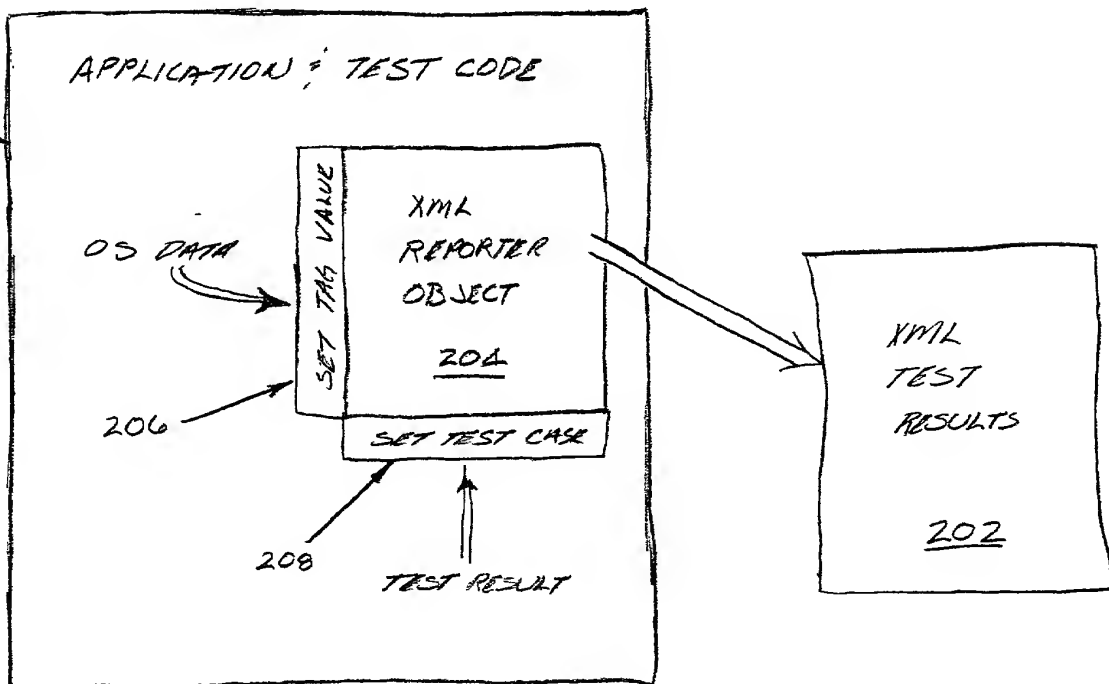 APPLICATION & TEST CODE
SET TAG VALUE
XML
REPORTER
OBJECT
204
OS DATA
206
SET TEST CASE
208
TEST RESULT
XML
TEST
RESULTS
202